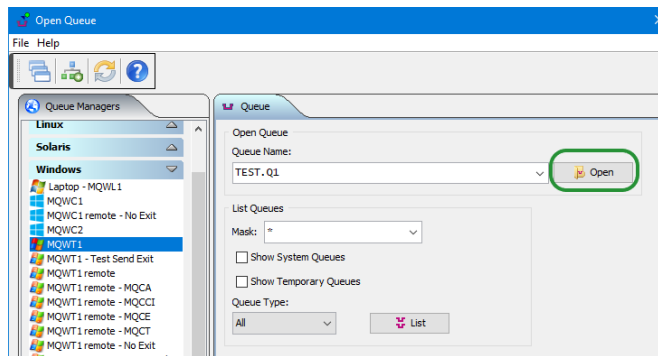 Open Queue
File Help
Queue Managers
Linux
Solaris
Windows
Laptop - MQWL1
MQWC1
MQWC1 remote - No Exit
MQWC2
MQWT1
MQWT1 - Test Send Exit
MQWT1 remote
MQWT1 remote - MQCA
MQWT1 remote - MQCCI
MQWT1 remote - MQCE
MQWT1 remote - MQCT
MQWT1 remote - No Exit
Queue
Open Queue
Queue Name:
TEST.Q1
Open
List Queues
Mask: *
Show System Queues
Show Temporary Queues
Queue Type:
All
List